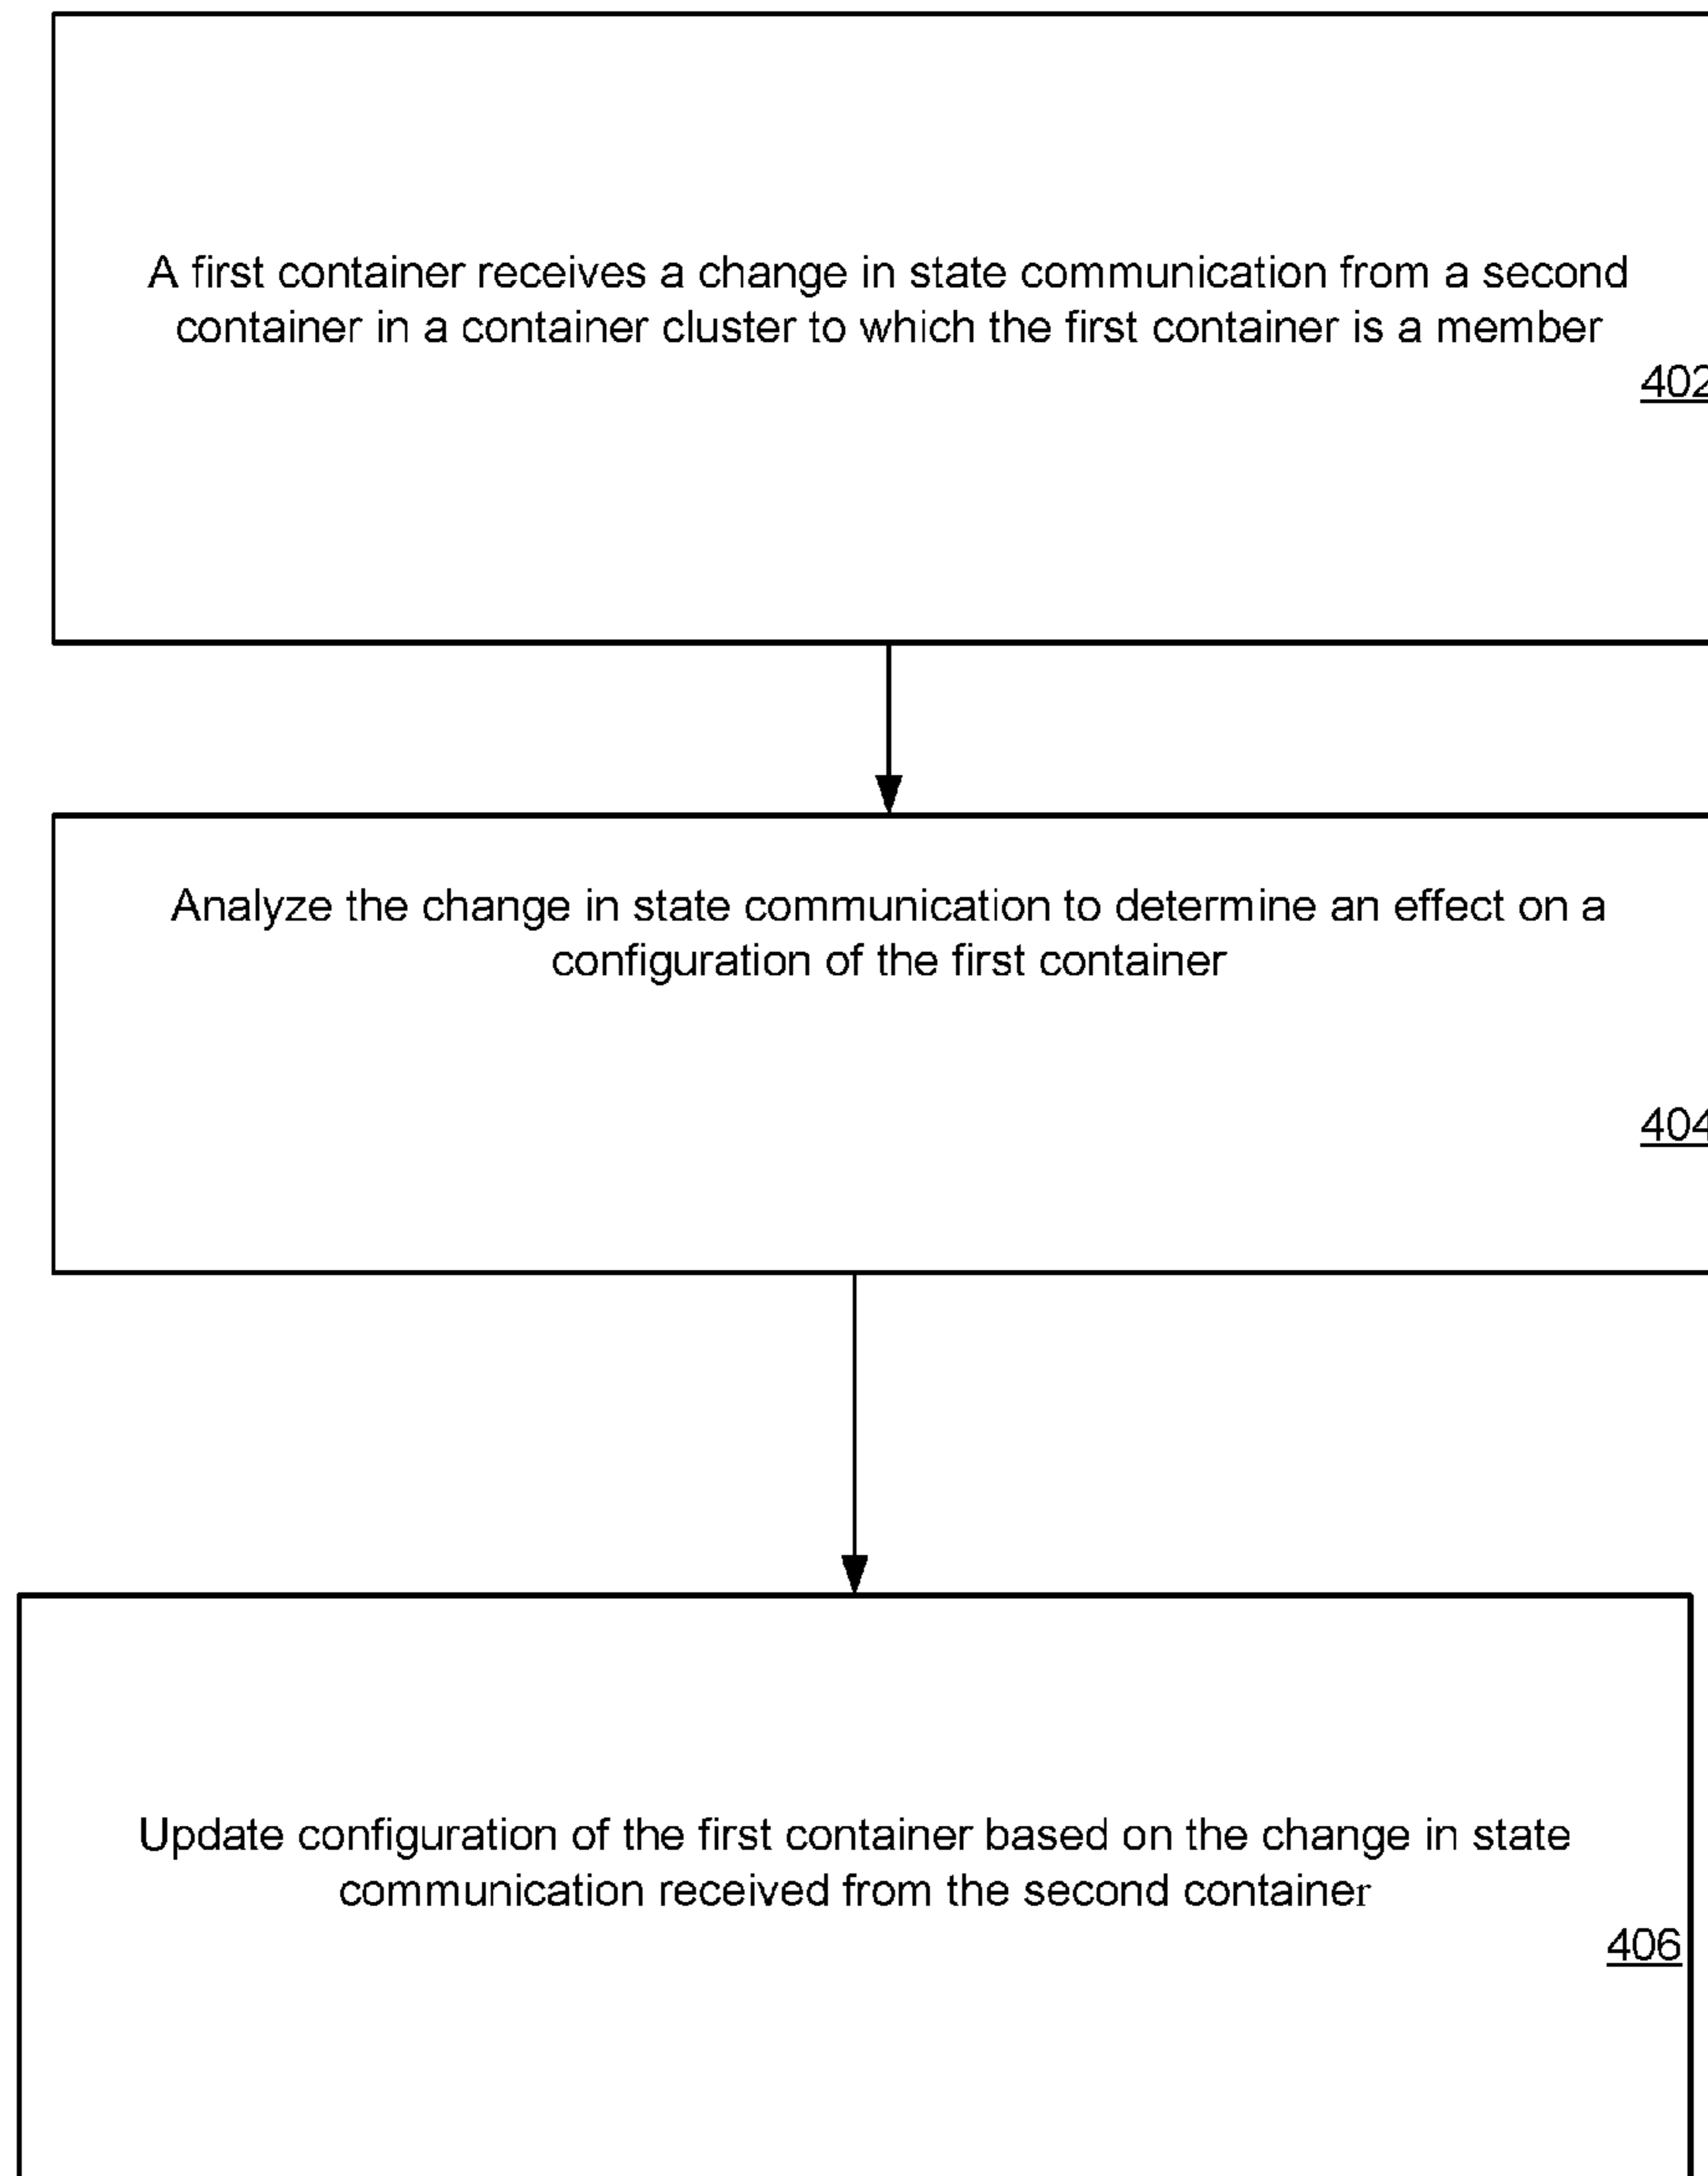 A first container receives a change in state communication from a second
container in a container cluster to which the first container is a member
402
Analyze the change in state communication to determine an effect on a
configuration of the first container
404
Update configuration of the first container based on the change in state
communication received from the second container
406